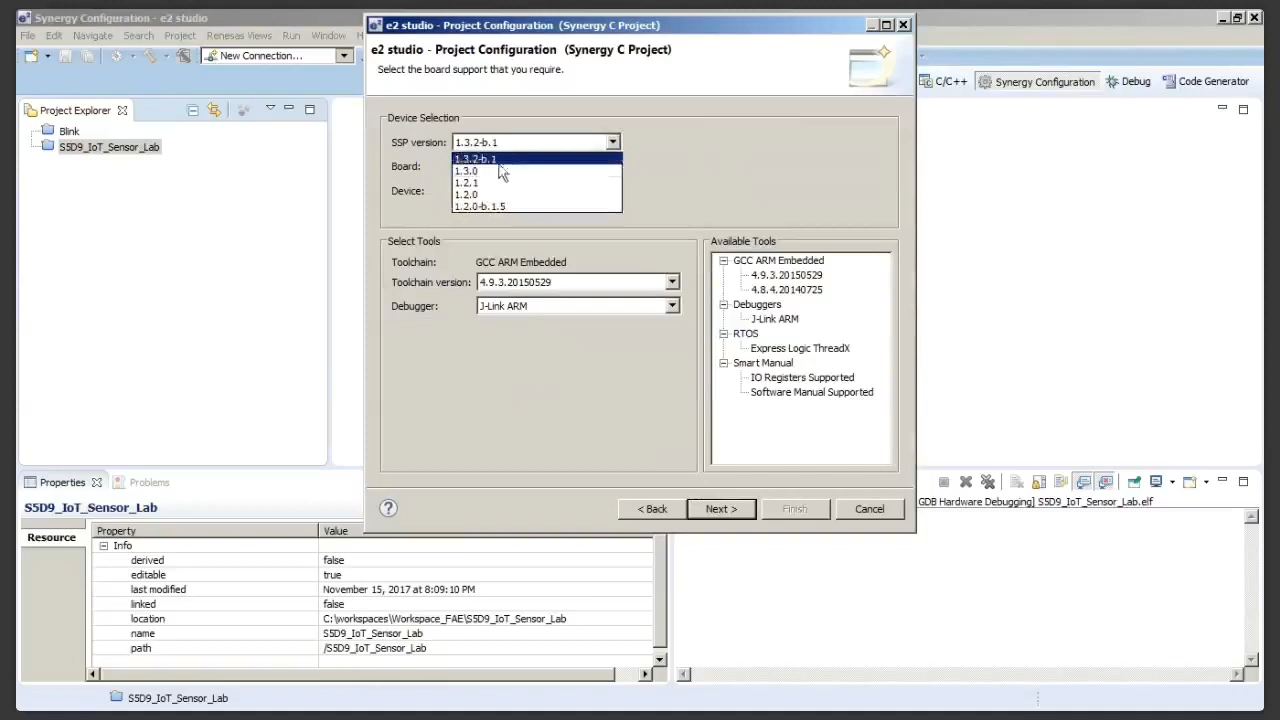 Synergy Configuration - e2 studio
File Edit Navigate Search Project Renesas Views Run Window
New Connection...
C/C++ Synergy Configuration Debug Code Generator
Project Explorer
Blink
S5D9_IoT_Sensor_Lab
e2 studio - Project Configuration (Synergy C Project)
e2 studio - Project Configuration (Synergy C Project)
Select the board support that you require.
Device Selection
SSP version: 1.3.2-b.1
1.3.2-b.1
Board:
1.3.0
1.2.1
Device:
1.2.0
1.2.0-b.1.5
Select Tools
Toolchain: GCC ARM Embedded
Toolchain version: 4.9.3.20150529
Debugger: J-Link ARM
Available Tools
GCC ARM Embedded
4.9.3.20150529
4.8.4.20140725
Debuggers
J-Link ARM
RTOS
Express Logic ThreadX
Smart Manual
IO Registers Supported
Software Manual Supported
? < Back Next > Finish Cancel
Properties Problems
S5D9_IoT_Sensor_Lab
Resource
Property Value
Info
derived false
editable true
last modified November 15, 2017 at 8:09:10 PM
linked false
location C:\workspaces\Workspace_FAE\S5D9_IoT_Sensor_Lab
name S5D9_IoT_Sensor_Lab
path /S5D9_IoT_Sensor_Lab
GDB Hardware Debugging] S5D9_IoT_Sensor_Lab.elf
S5D9_IoT_Sensor_Lab